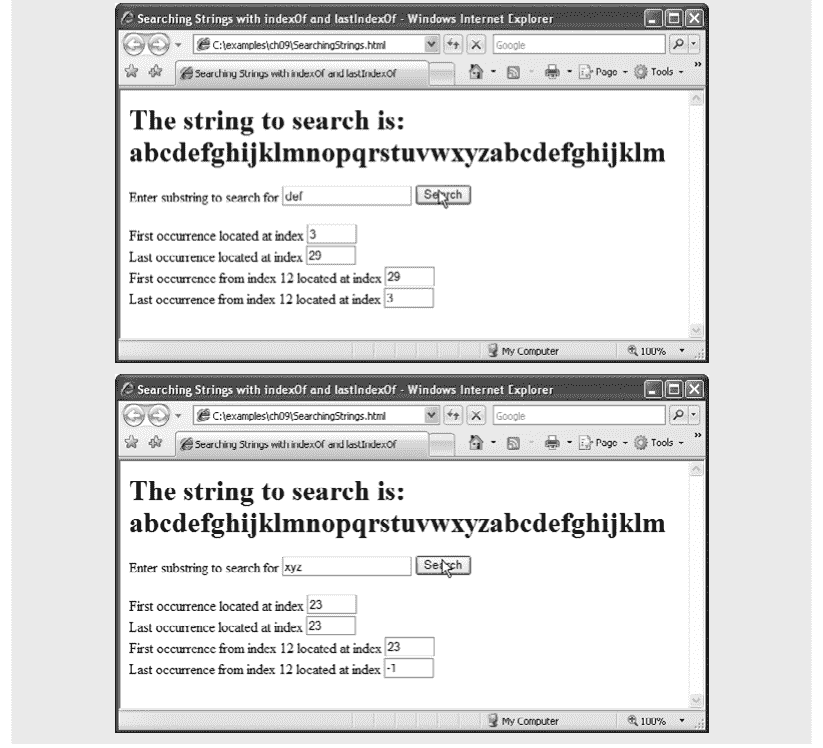 Searching Strings with indexOf and lastIndexOf - Windows Internet Explorer
C:\examples\ch09\SearchingStrings.html
Google
Searching Strings with indexOf and lastIndexOf
Page
Tools
The string to search is:
abcdefghijklmnopqrstuvwxyzabcdefghijklm
Enter substring to search for def Search
First occurrence located at index 3
Last occurrence located at index 29
First occurrence from index 12 located at index 29
Last occurrence from index 12 located at index 3
My Computer 100%
Searching Strings with indexOf and lastIndexOf - Windows Internet Explorer
C:\examples\ch09\SearchingStrings.html
Google
Searching Strings with indexOf and lastIndexOf
Page
Tools
The string to search is:
abcdefghijklmnopqrstuvwxyzabcdefghijklm
Enter substring to search for xyz Search
First occurrence located at index 23
Last occurrence located at index 23
First occurrence from index 12 located at index 23
Last occurrence from index 12 located at index -1
My Computer 100%